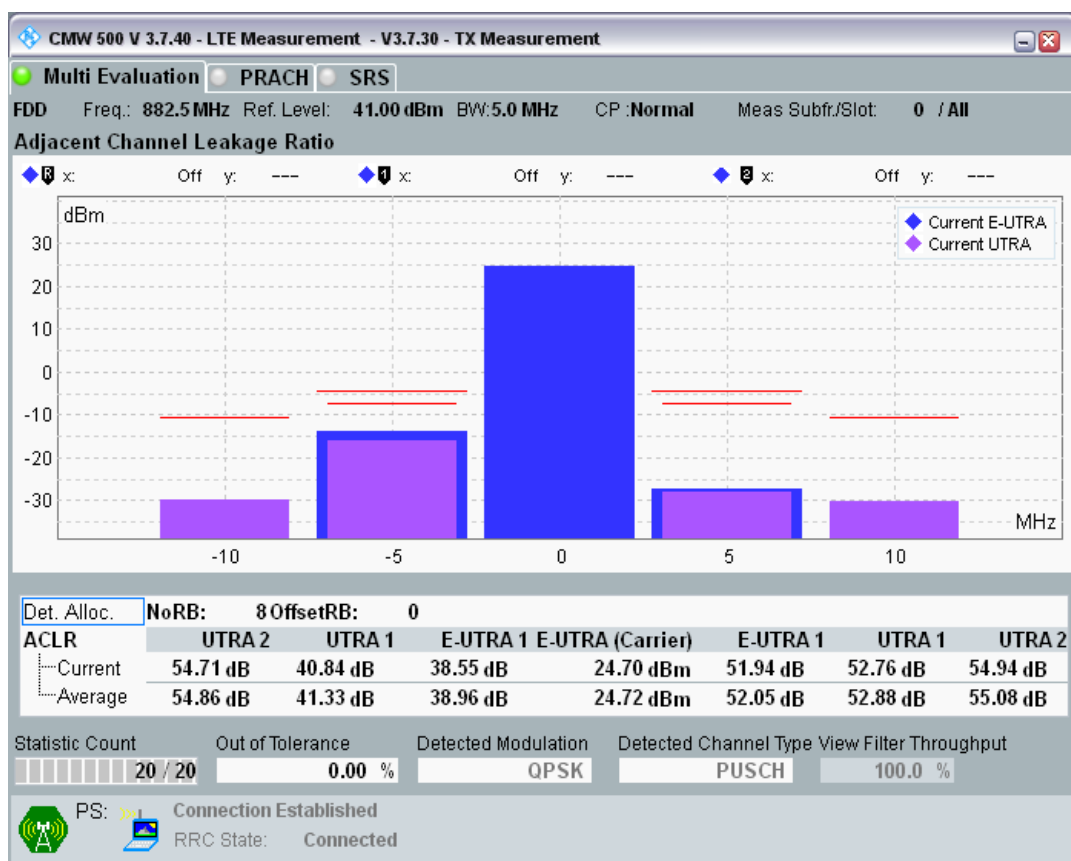 CMW 500 V 3.7.40 - LTE Measurement - V3.7.30 - TX Measurement
Multi Evaluation PRACH SRS
FDD Freq.: 882.5 MHz Ref. Level: 41.00 dBm BW:5.0 MHz CP :Normal Meas Subfr./Slot: 0 / All
Adjacent Channel Leakage Ratio
R x: Off y: --- 1 x: Off y: --- 2 x: Off y: ---
dBm
Current E-UTRA
Current UTRA
30
20
10
0
-10
-20
-30
MHz
-10 -5 0 5 10
Det. Alloc. NoRB: 8 OffsetRB: 0
ACLR UTRA 2 UTRA 1 E-UTRA 1 E-UTRA (Carrier) E-UTRA 1 UTRA 1 UTRA 2
Current 54.71 dB 40.84 dB 38.55 dB 24.70 dBm 51.94 dB 52.76 dB 54.94 dB
Average 54.86 dB 41.33 dB 38.96 dB 24.72 dBm 52.05 dB 52.88 dB 55.08 dB
Statistic Count Out of Tolerance Detected Modulation Detected Channel Type View Filter Throughput
20 / 20 0.00 % QPSK PUSCH 100.0 %
PS: Connection Established
RRC State: Connected